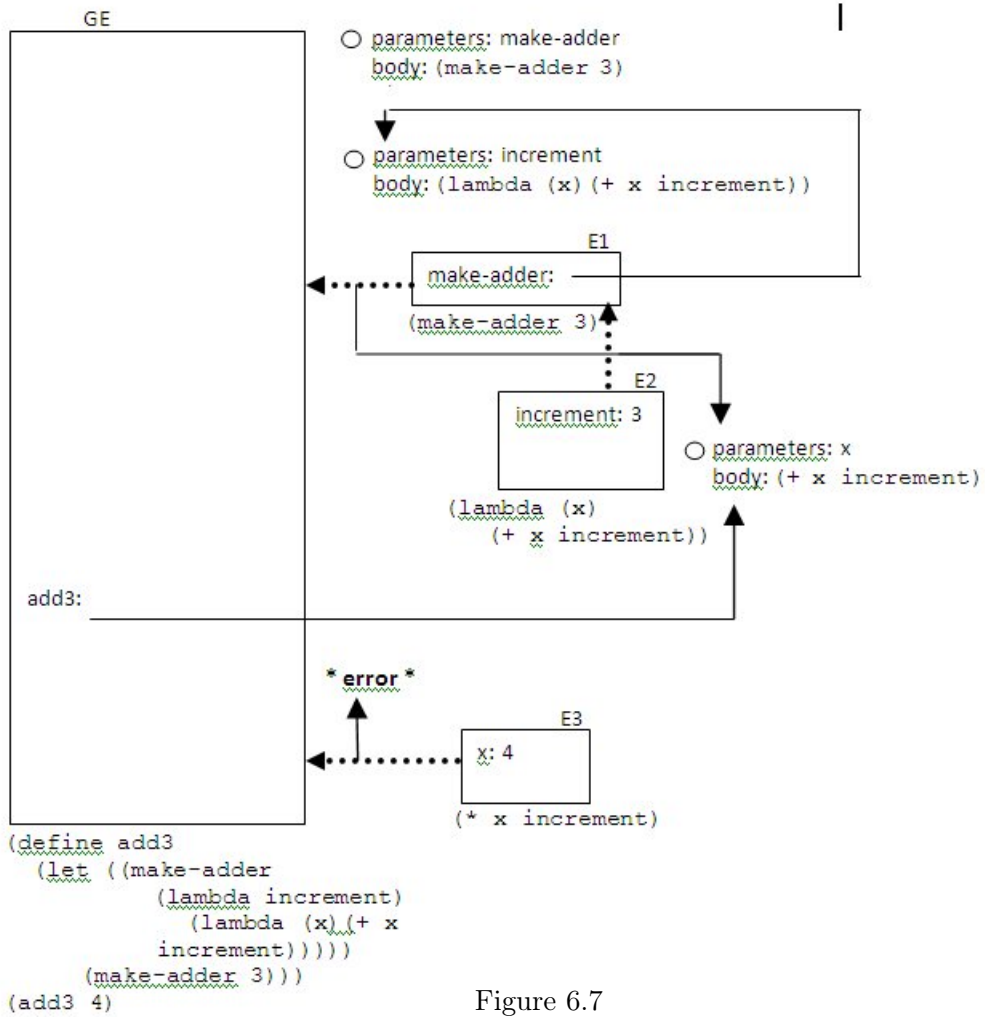 GE
parameters: make-adder
body: (make-adder 3)
parameters: increment
body: (lambda (x)(+ x increment))
E1
make-adder:
(make-adder 3)
E2
increment: 3
parameters: x
body: (+ x increment)
(lambda (x)
(+ x increment))
add3:
* error *
E3
x: 4
(* x increment)
(define add3
(let ((make-adder
(lambda increment)
(lambda (x)(+ x
increment)))))
(make-adder 3)))
(add3 4)
Figure 6.7